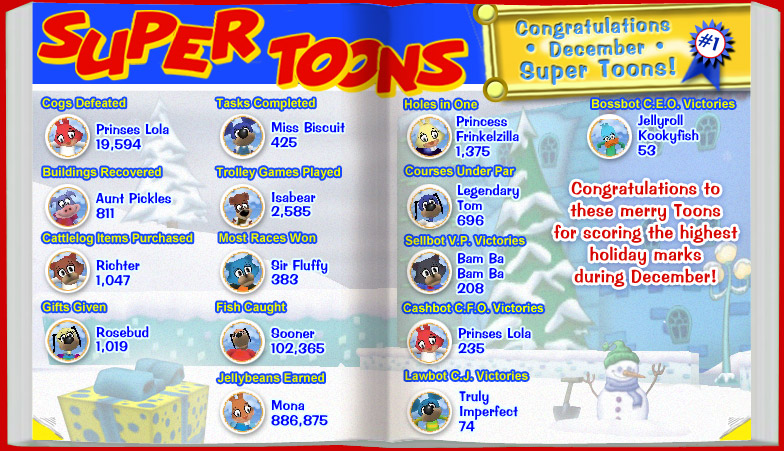 SUPER TOONS
Congratulations
• December •
Super Toons!
#1
Cogs Defeated
Prinses Lola
19,594
Buildings Recovered
Aunt Pickles
811
Cattlelog Items Purchased
Richter
1,047
Gifts Given
Rosebud
1,019
Tasks Completed
Miss Biscuit
425
Trolley Games Played
Isabear
2,585
Most Races Won
Sir Fluffy
383
Fish Caught
Sooner
102,365
Jellybeans Earned
Mona
886,875
Holes in One
Princess
Frinkelzilla
1,375
Courses Under Par
Legendary
Tom
696
Sellbot V.P. Victories
Bam Ba
Bam Ba
208
Cashbot C.F.O. Victories
Prinses Lola
235
Lawbot C.J. Victories
Truly
Imperfect
74
Bossbot C.E.O. Victories
Jellyroll
Kookyfish
53
Congratulations to
these merry Toons
for scoring the highest
holiday marks
during December!